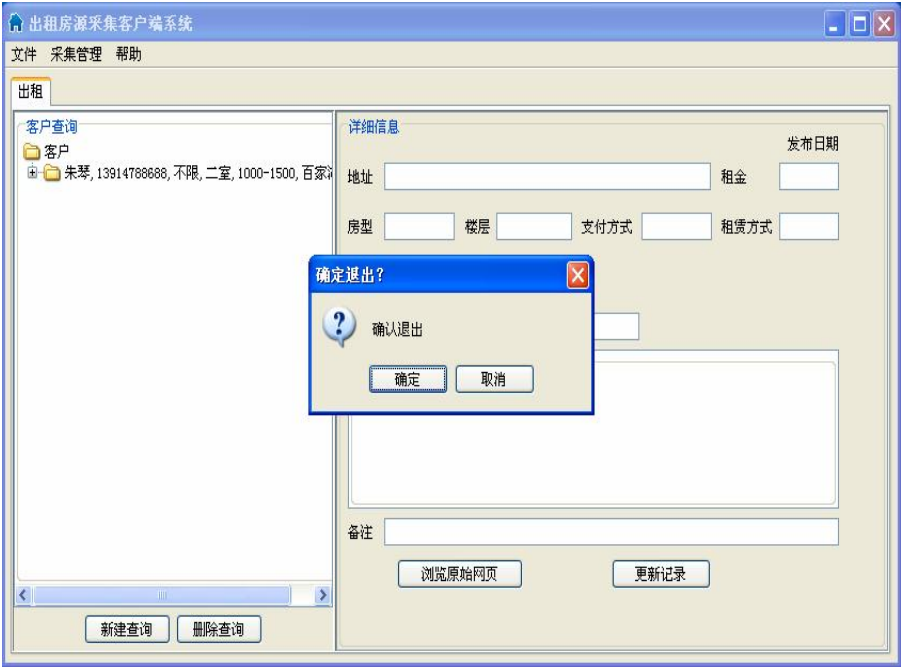 出租房源采集客户端系统
文件 采集管理 帮助
出租
客户查询
客户
朱琴, 13914788688, 不限, 二室, 1000-1500, 百家
详细信息
发布日期
地址
租金
房型 楼层 支付方式 租赁方式
确定退出?
确认退出
确定 取消
备注
浏览原始网页 更新记录
新建查询 删除查询